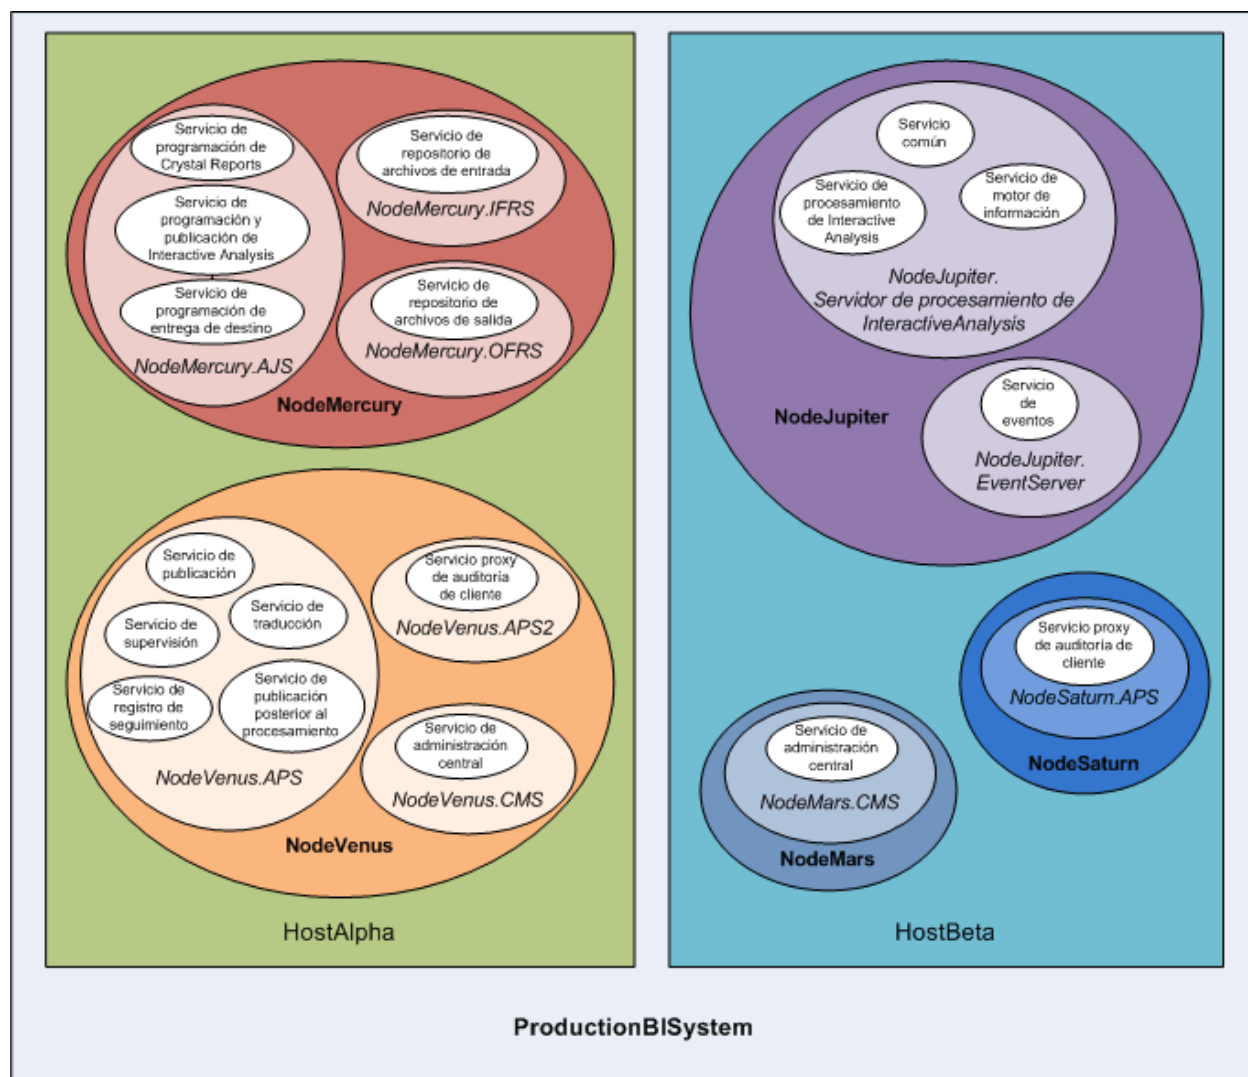 Servicio de
programación de
Crystal Reports
Servicio de
programación y
publicación de
Interactive Analysis
Servicio de
programación de
entrega de destino
NodeMercury.AJS
Servicio de
repositorio de
archivos de entrada
NodeMercury.IFRS
Servicio de
repositorio de
archivos de salida
NodeMercury.OFRS
NodeMercury
Servicio de
publicación
Servicio de
traducción
Servicio de
supervisión
Servicio de
registro de
seguimiento
Servicio de
publicación
posterior al
procesamiento
NodeVenus.APS
Servicio proxy
de auditoría
de cliente
NodeVenus.APS2
Servicio de
administración
central
NodeVenus.CMS
NodeVenus
HostAlpha
Servicio
común
Servicio de
procesamiento
de Interactive
Analysis
Servicio de
motor de
información
NodeJupiter.
Servidor de procesamiento de
InteractiveAnalysis
Servicio
de
eventos
NodeJupiter.
EventServer
NodeJupiter
Servicio proxy
de auditoría de
cliente
NodeSaturn.APS
NodeSaturn
Servicio de
administración
central
NodeMars.CMS
NodeMars
HostBeta
ProductionBISystem